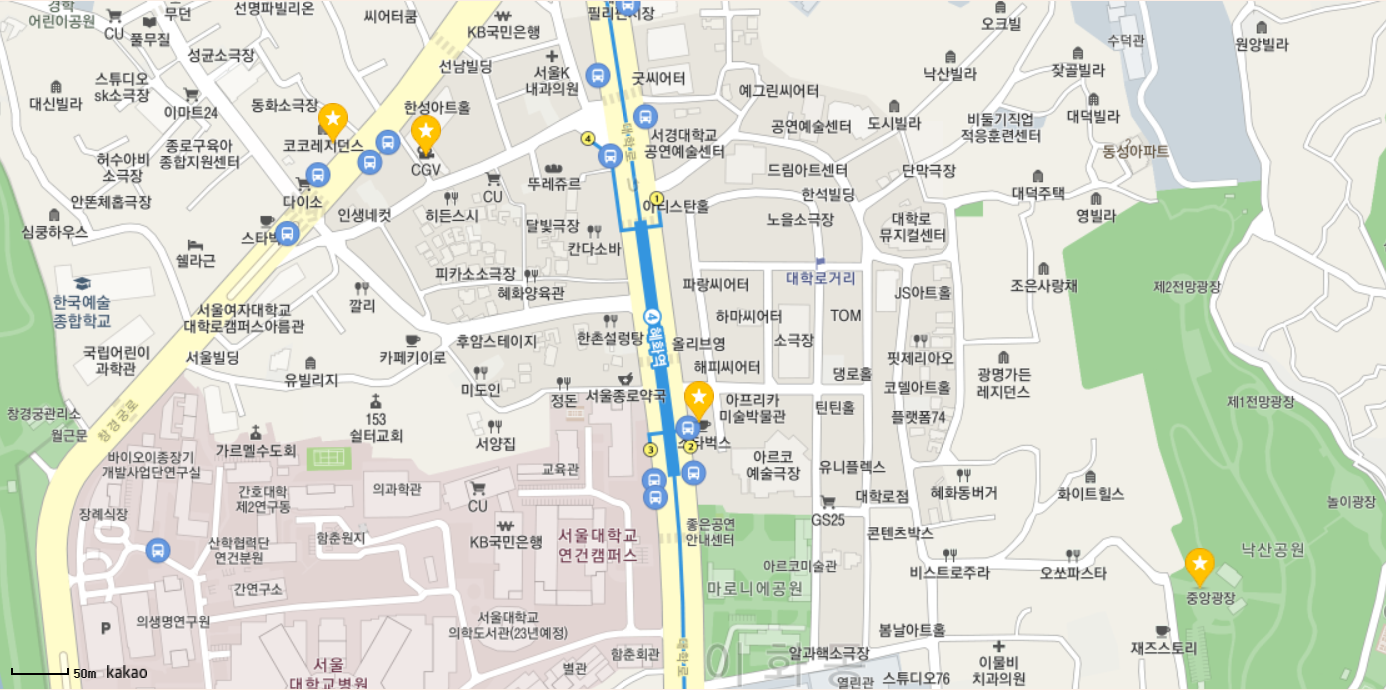 경학
어린이공원
CU
풀무질
무던
선명파빌리온
씨어터쿰
KB국민은행
필리핀시장
오크빌
수덕관
원앙빌라
성균소극장
선남빌딩
서울K
내과의원
굿씨어터
예그린씨어터
낙산빌라
잣골빌라
스튜디오
sk소극장
대신빌라
이마트24
동화소극장
한성아트홀
4
대학로
서경대학교
공연예술센터
공연예술센터
도시빌라
비둘기직업
적응훈련센터
대덕빌라
동성아파트
코코레지던스
종로구육아
종합지원센터
허수아비
소극장
CGV
CU
뚜레쥬르
드림아트센터
단막극장
안똔체홉극장
다이소
인생네컷
히든스시
1
한석빌딩
대덕주택
영빌라
심쿵하우스
쉘라근
달빛극장
칸다소바
노을소극장
대학로
뮤지컬센터
피카소소극장
혜화양육관
대학로거리
파랑씨어터
JS아트홀
조은사랑채
제2전망광장
한국예술
종합학교
서울여자대학교
대학로캠퍼스아름관
깔리
하마씨어터
TOM
소극장
4 혜화역
국립어린이
과학관
서울빌딩
유빌리지
카페키이로
후암스테이지
한촌설렁탕
올리브영
해피씨어터
댕로홀
핏제리아오
코델아트홀
광명가든
레지던스
미도인
정돈
서울종로약국
아프리카
미술박물관
틴틴홀
플랫폼74
제1전망광장
창경궁관리소
월근문
창경궁로
153
쉼터교회
서양집
가르멜수도회
3
2
바이오이종장기
개발사업단연구실
교육관
아르코
예술극장
유니플렉스
간호대학
제2연구동
의과학관
CU
대학로점
GS25
혜화동버거
화이트힐스
놀이광장
장례식장
KB국민은행
서울대학교
연건캠퍼스
좋은공연
안내센터
콘텐츠박스
산학협력단
연건분원
함춘원지
아르코미술관
비스트로주라
오쏘파스타
낙산공원
간연구소
마로니에공원
중앙광장
의생명연구원
P
서울대학교
의학도서관(23년예정)
봄날아트홀
재즈스토리
대학로
함춘회관
알과핵소극장
이물비
치과의원
50m
kakao
서울
대학교병원
별관
열린관
스튜디오76